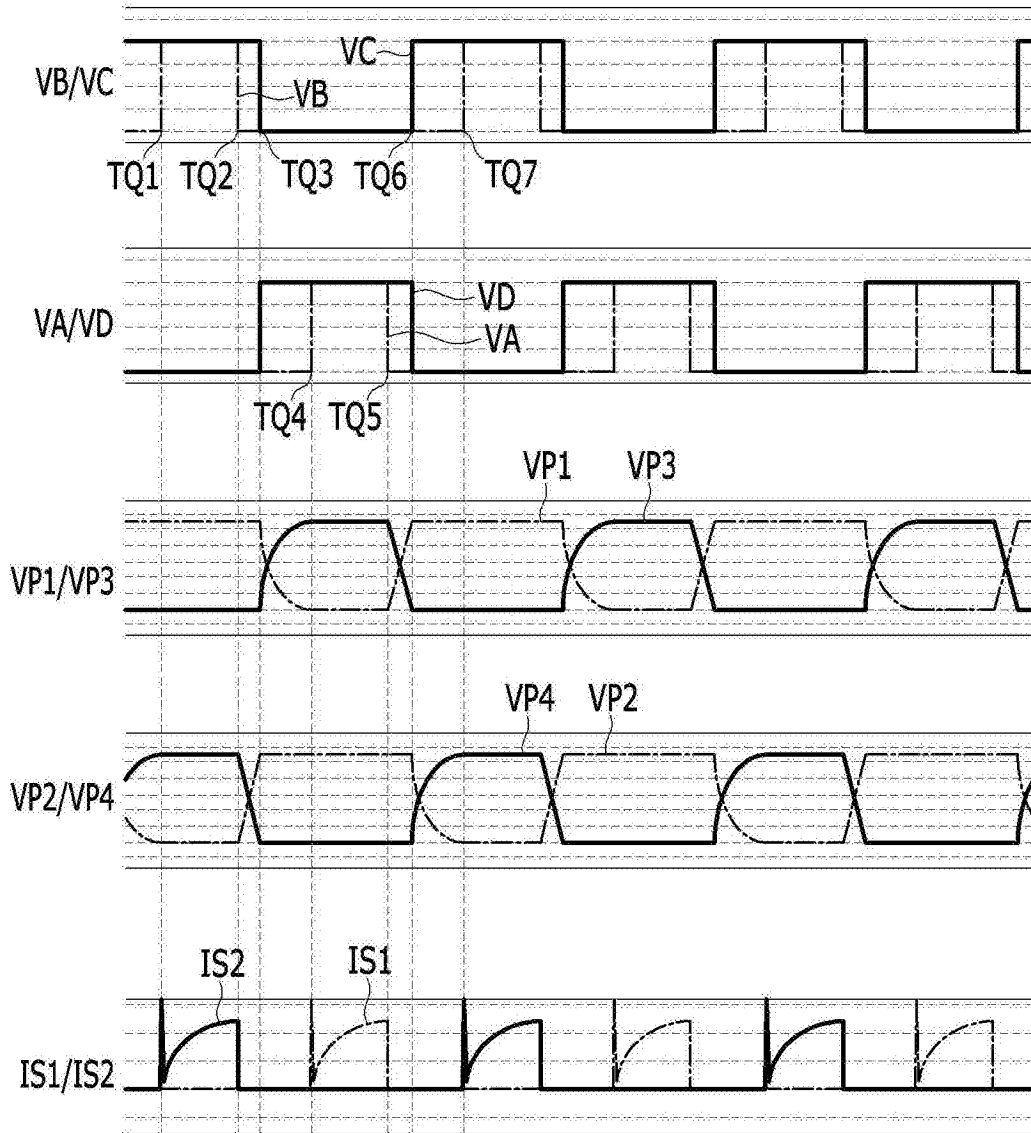 VB/VC
VC
VB
TQ1
TQ2
TQ3
TQ6
TQ7
VA/VD
VD
VA
TQ4
TQ5
VP1
VP3
VP1/VP3
VP4
VP2
VP2/VP4
IS2
IS1
IS1/IS2